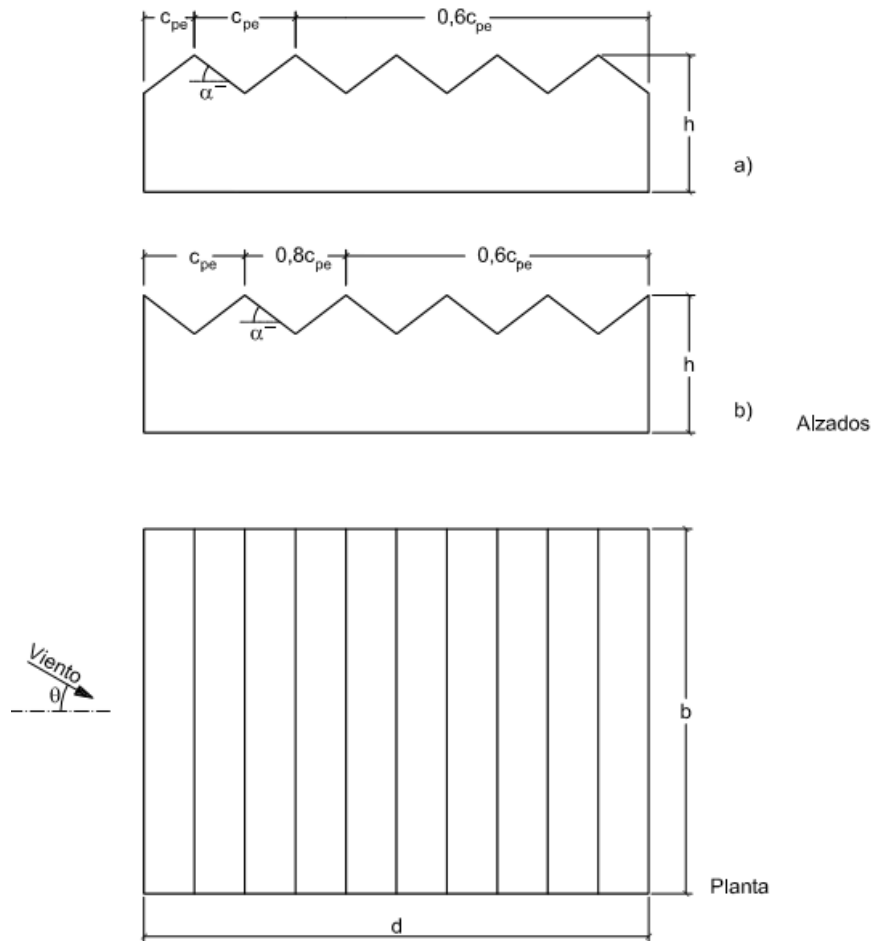 c_pe c_pe 0,6c_pe
α⁻
h
a)
c_pe 0,8c_pe 0,6c_pe
α⁻
h
b)
Alzados
Viento
θ
b
Planta
d